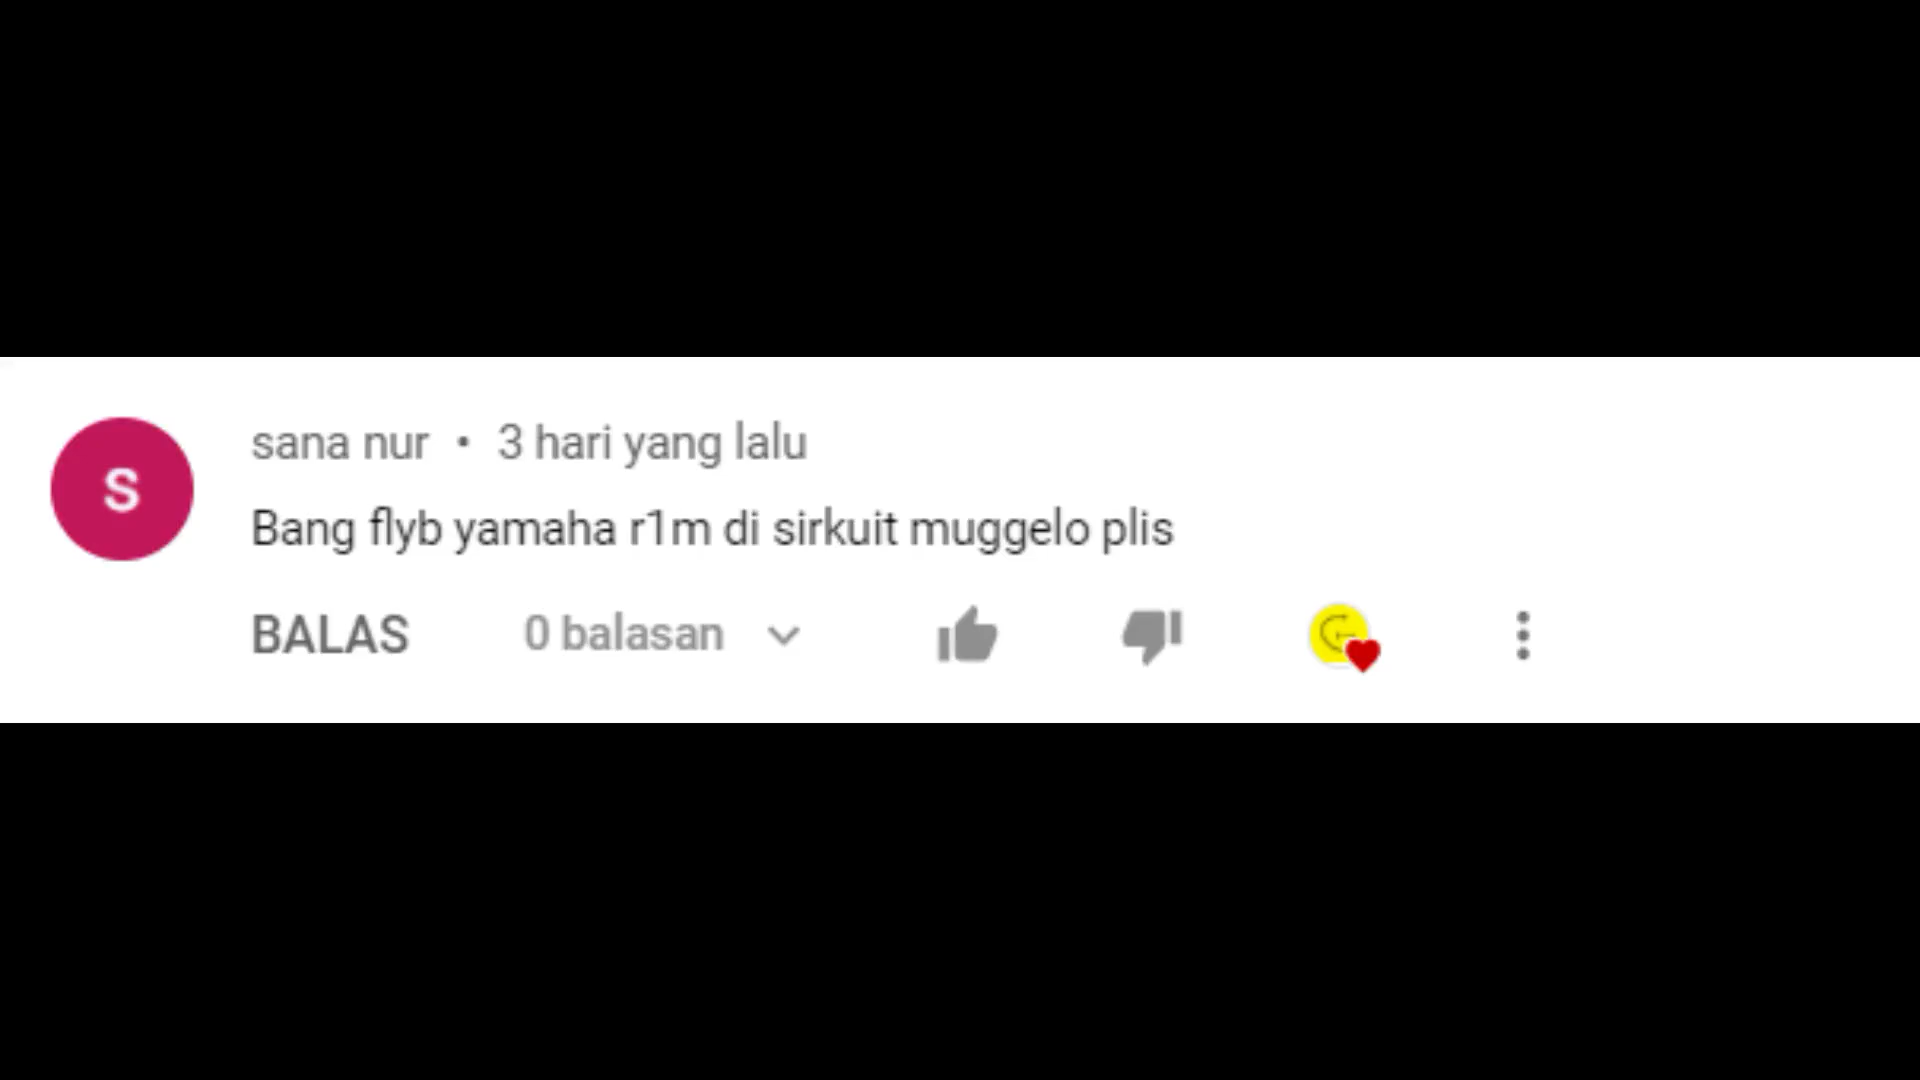 S
sana nur • 3 hari yang lalu
Bang flyb yamaha r1m di sirkuit muggelo plis
BALAS 0 balasan